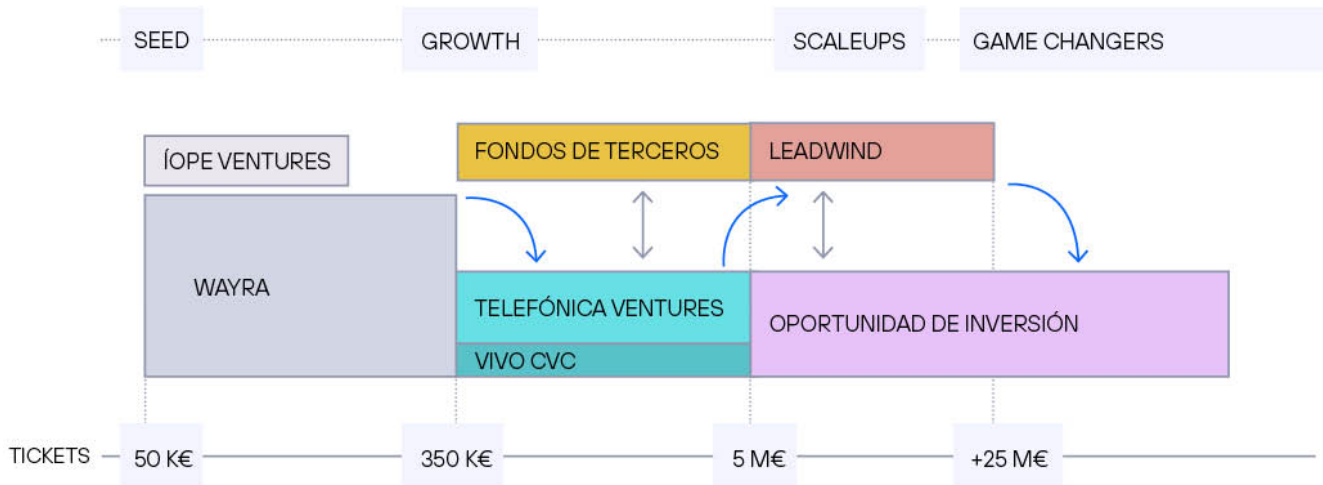 SEED
GROWTH
SCALEUPS
GAME CHANGERS
ÍOPE VENTURES
FONDOS DE TERCEROS
LEADWIND
WAYRA
TELEFÓNICA VENTURES
OPORTUNIDAD DE INVERSIÓN
VIVO CVC
TICKETS
50 K€
350 K€
5 M€
+25 M€